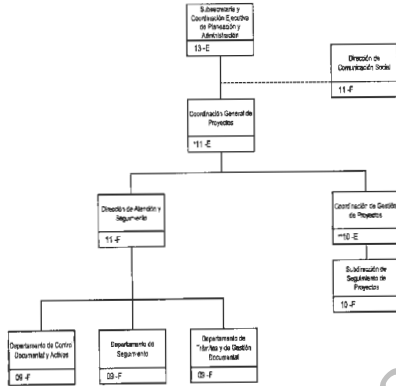 Subsecretaría y
Coordinación Ejecutiva
de Planeación y
Administración
13 -E
Dirección de
Comunicación Social
11 -F
Coordinación General de
Proyectos
*11 -E
Dirección de Atención y
Seguimiento
11 -F
Coordinación de Gestión
de Proyectos
**10 -E
Subdirección de
Seguimiento de
Proyectos
10 -F
Departamento de Control
Documental y Activos
09 -F
Departamento de
Seguimiento
09 -F
Departamento de
Trámites y de Gestión
Documental
09 -F